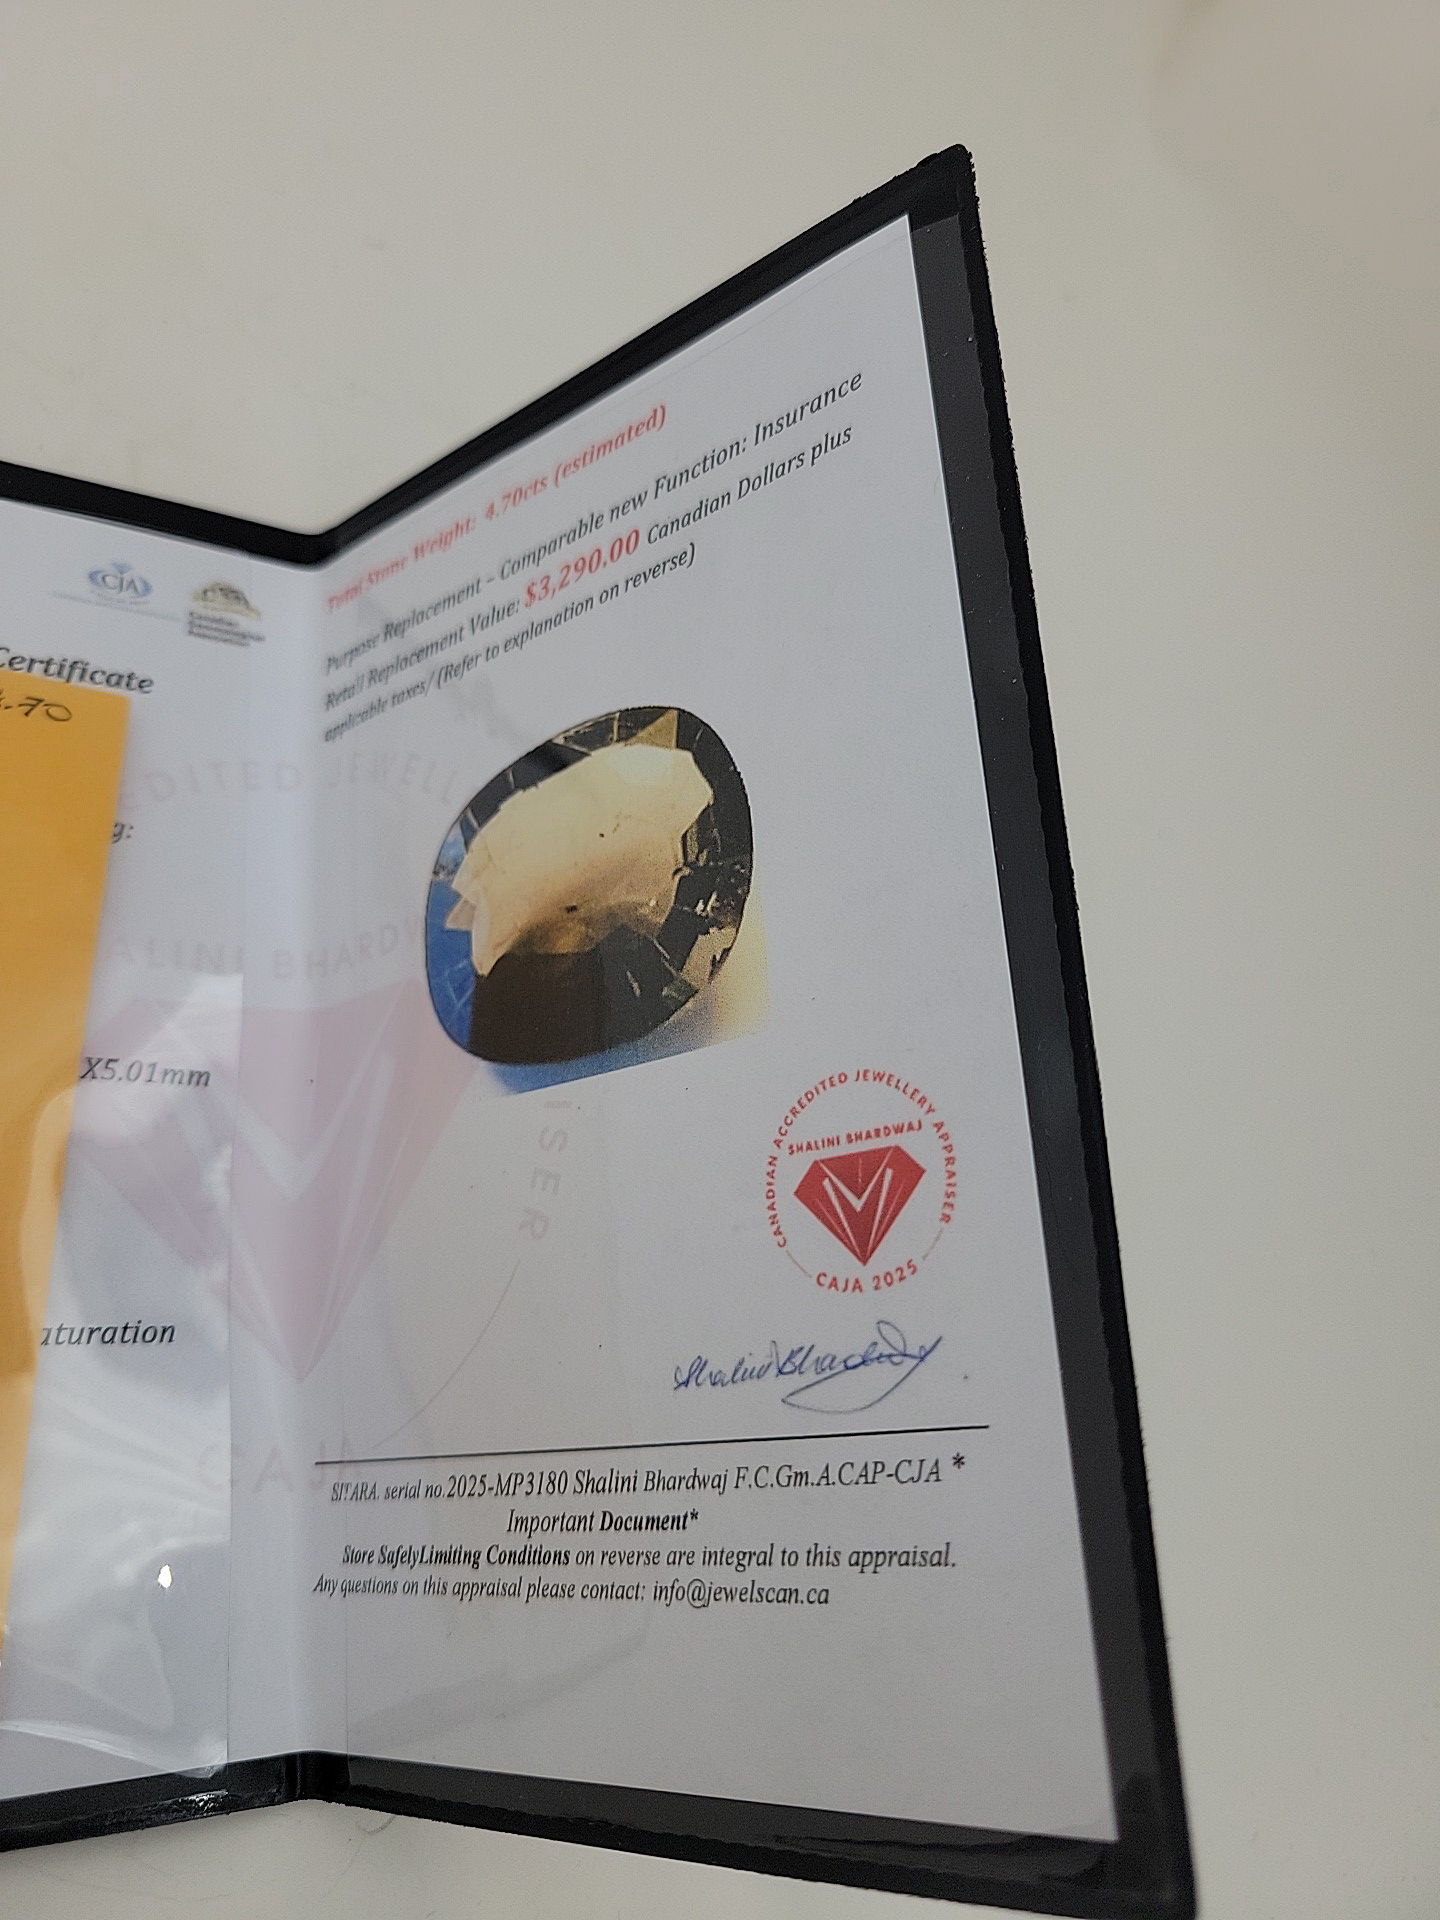 CJA
Certificate
.70
g:
X5.01mm
aturation
Total Stone Weight: 4.70cts (estimated)
Purpose Replacement – Comparable new Function: Insurance
Retail Replacement Value: $3,290.00 Canadian Dollars plus
applicable taxes/(Refer to explanation on reverse)
CANADIAN ACCREDITED JEWELLERY APPRAISER
SHALINI BHARDWAJ
CAJA 2025
Shalini Bhardwaj
SITARA. serial no.2025-MP3180 Shalini Bhardwaj F.C.Gm.A.CAP-CJA *
Important Document*
Store SafelyLimiting Conditions on reverse are integral to this appraisal.
Any questions on this appraisal please contact: info@jewelscan.ca